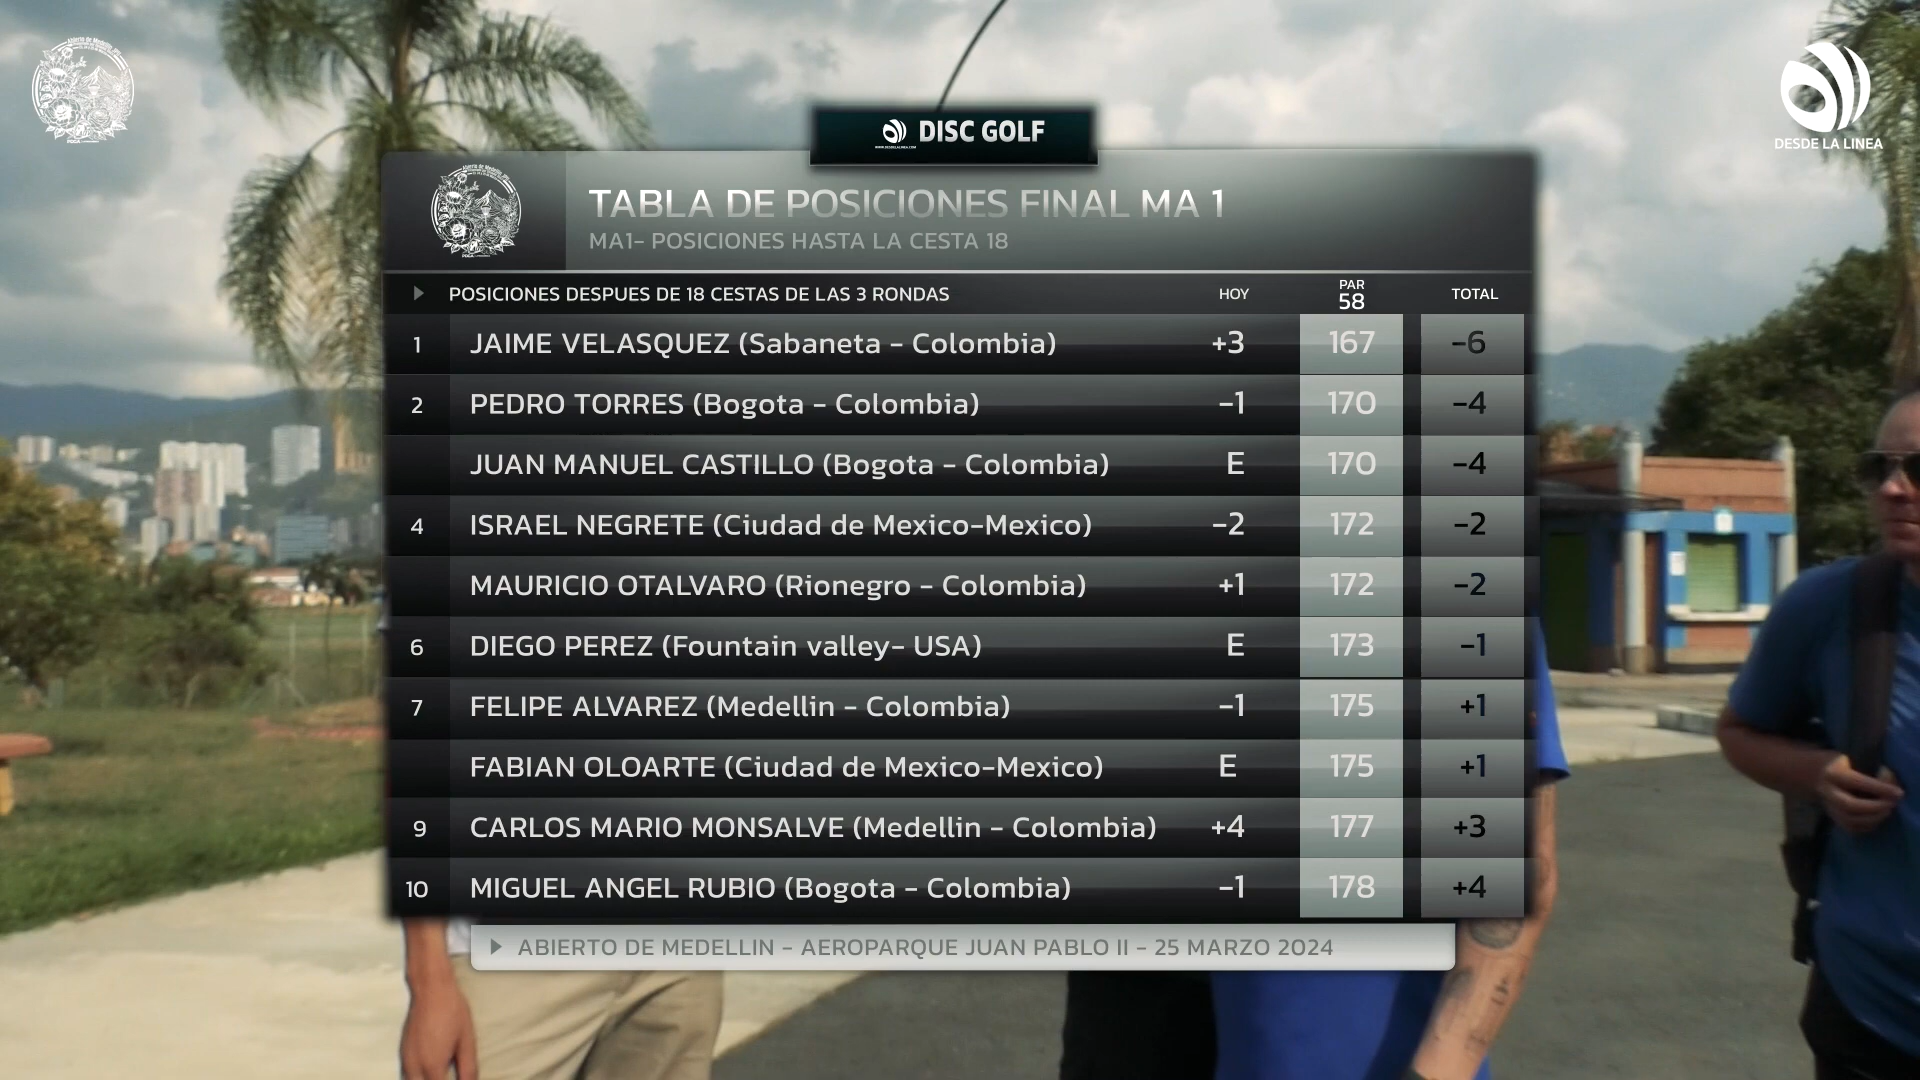 DISC GOLF
DESDE LA LINEA
TABLA DE POSICIONES FINAL MA 1
MA1- POSICIONES HASTA LA CESTA 18
POSICIONES DESPUES DE 18 CESTAS DE LAS 3 RONDAS HOY PAR 58 TOTAL
1 JAIME VELASQUEZ (Sabaneta - Colombia) +3 167 -6
2 PEDRO TORRES (Bogota - Colombia) -1 170 -4
JUAN MANUEL CASTILLO (Bogota - Colombia) E 170 -4
4 ISRAEL NEGRETE (Ciudad de Mexico-Mexico) -2 172 -2
MAURICIO OTALVARO (Rionegro - Colombia) +1 172 -2
6 DIEGO PEREZ (Fountain valley- USA) E 173 -1
7 FELIPE ALVAREZ (Medellin - Colombia) -1 175 +1
FABIAN OLOARTE (Ciudad de Mexico-Mexico) E 175 +1
9 CARLOS MARIO MONSALVE (Medellin - Colombia) +4 177 +3
10 MIGUEL ANGEL RUBIO (Bogota - Colombia) -1 178 +4
ABIERTO DE MEDELLIN - AEROPARQUE JUAN PABLO II - 25 MARZO 2024